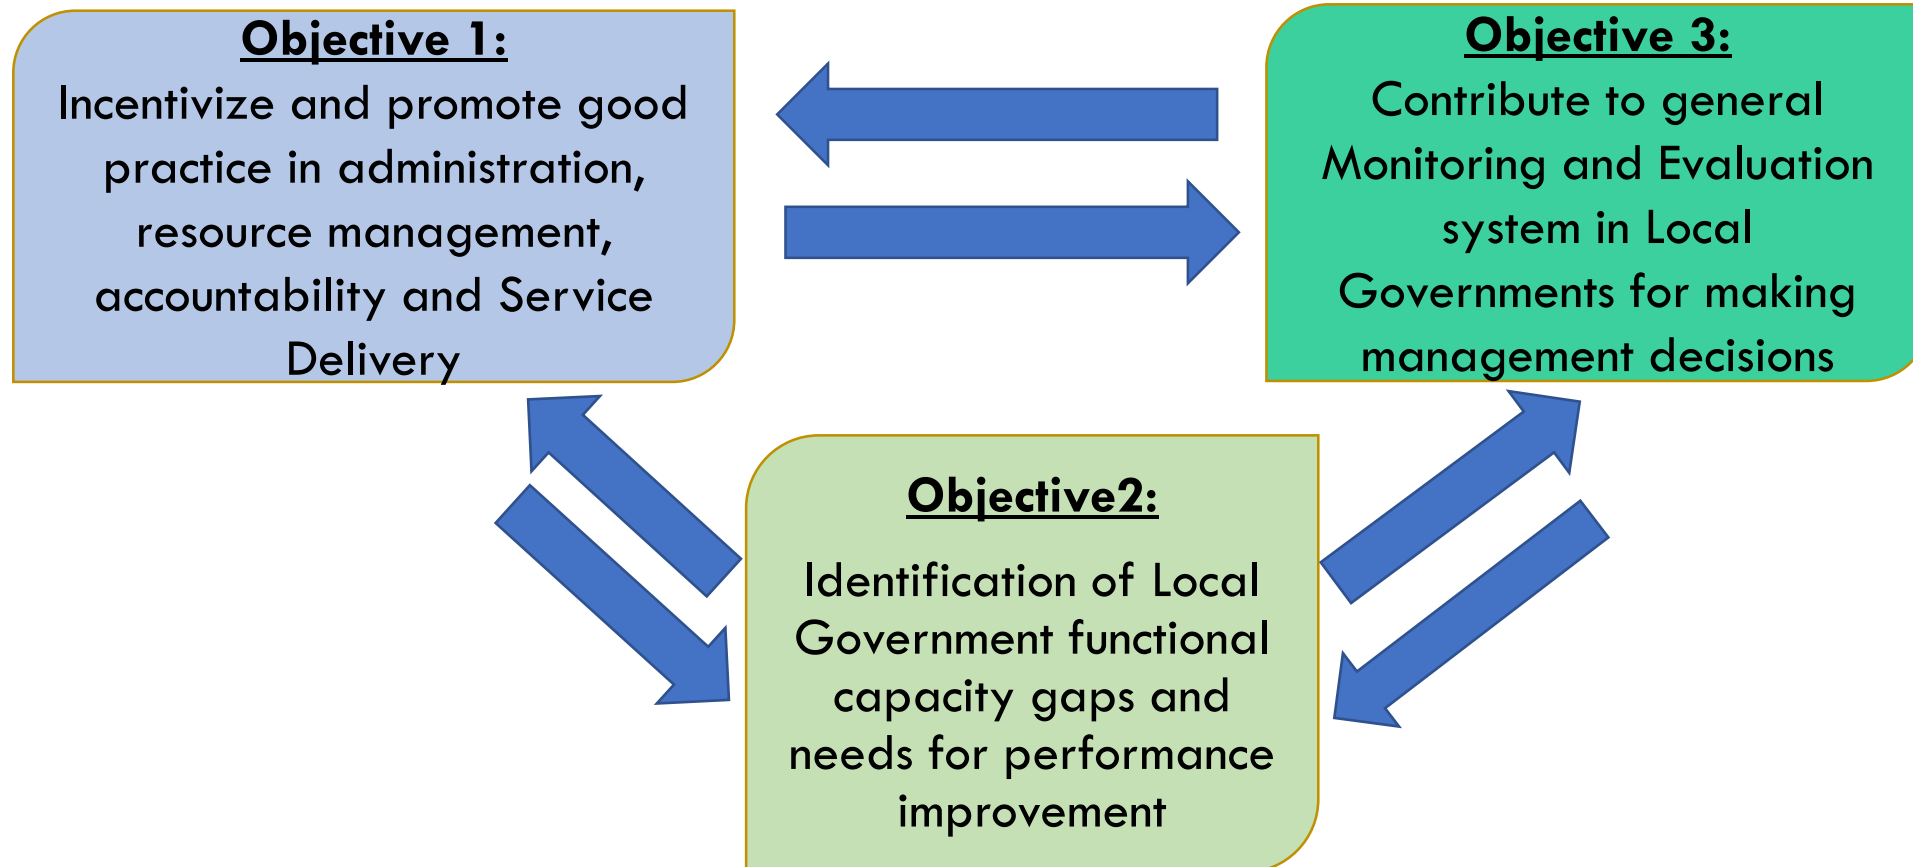 Objective 1:
Incentivize and promote good
practice in administration,
resource management,
accountability and Service
Delivery
Objective 3:
Contribute to general
Monitoring and Evaluation
system in Local
Governments for making
management decisions
Objective2:
Identification of Local
Government functional
capacity gaps and
needs for performance
improvement